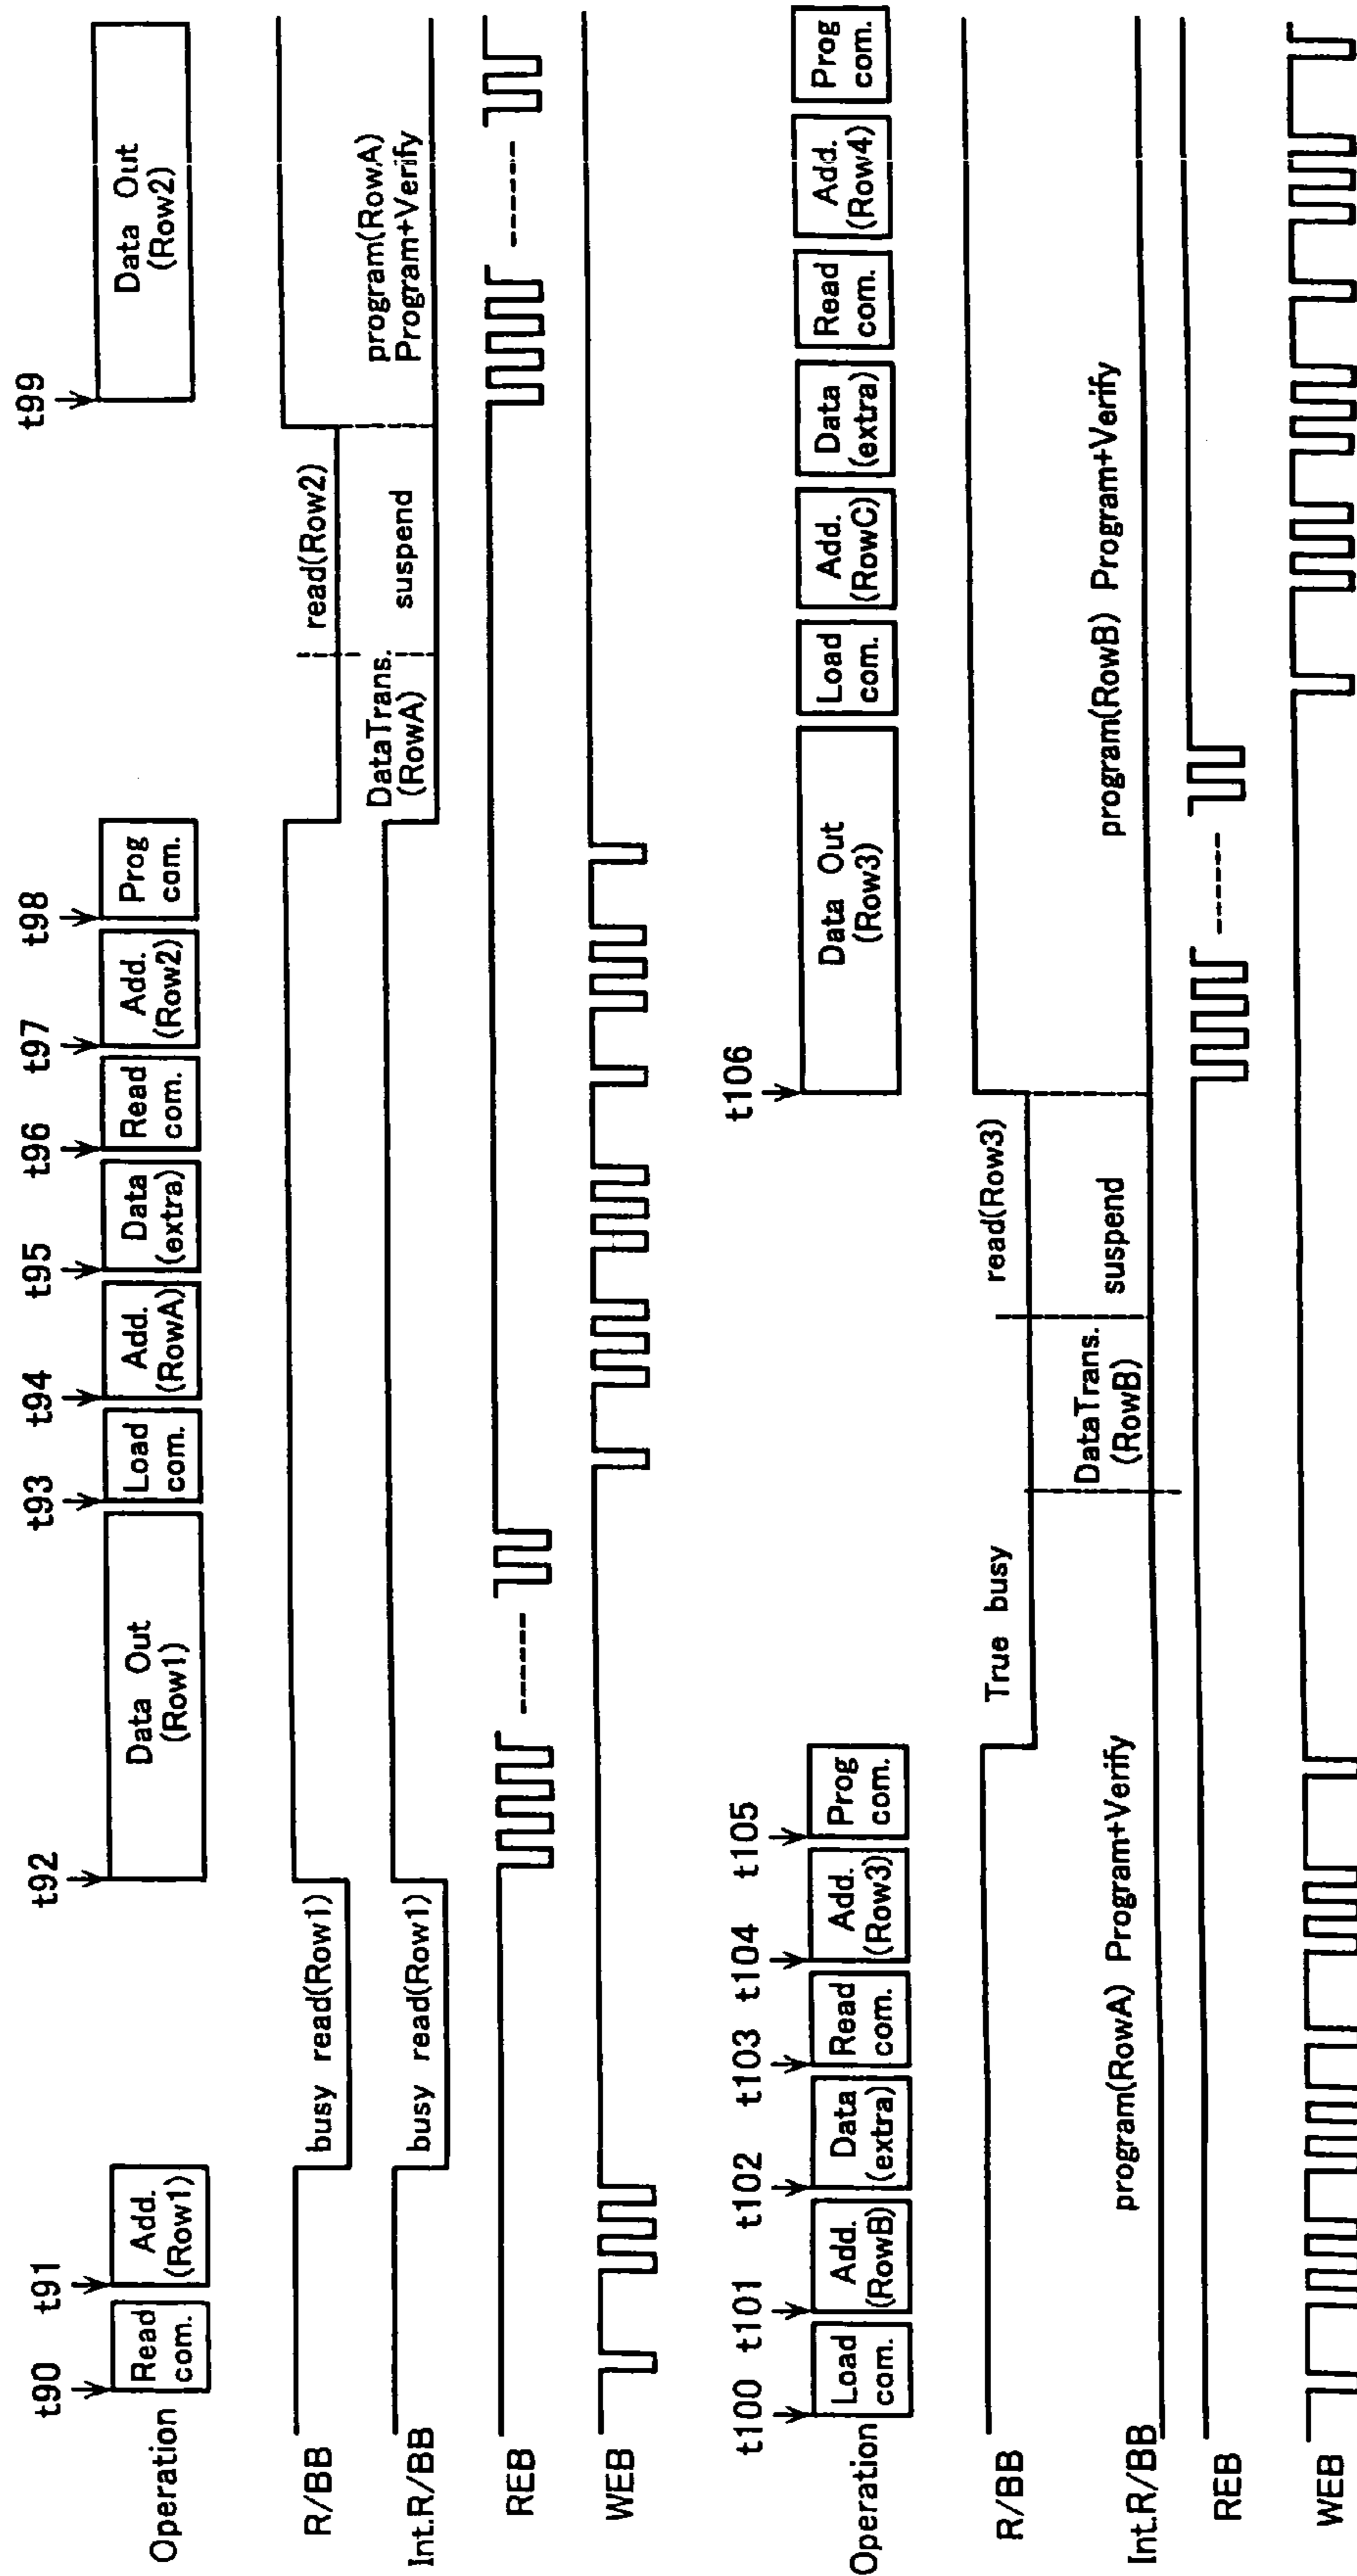 t90
t91
t92
t93
t94
t95
t96
t97
t98
t99
Operation
Read
com.
Add.
(Row1)
Data Out
(Row1)
Load
com.
Add.
(RowA)
Data
(extra)
Read
com.
Add.
(Row2)
Prog
com.
Data Out
(Row2)
R/BB
busy read(Row1)
read(Row2)
Int.R/BB
busy read(Row1)
DataTrans.
(RowA)
suspend
program(RowA)
Program+Verify
REB
WEB
t100
t101
t102
t103
t104
t105
t106
Operation
Load
com.
Add.
(RowB)
Data
(extra)
Read
com.
Add.
(Row3)
Prog
com.
Data Out
(Row3)
Load
com.
Add.
(RowC)
Data
(extra)
Read
com.
Add.
(Row4)
Prog
com.
R/BB
True busy
read(Row3)
Int.R/BB
program(RowA) Program+Verify
DataTrans.
(RowB)
suspend
program(RowB) Program+Verify
REB
WEB